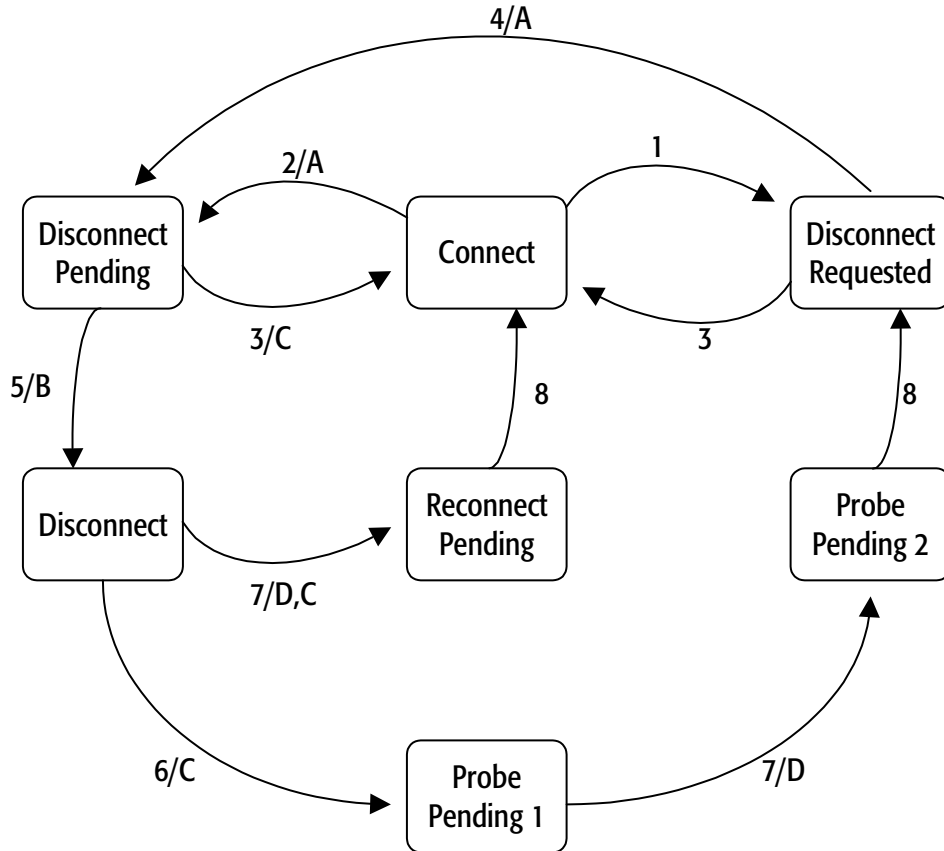 4/A
2/A
1
Disconnect
Pending
Connect
Disconnect
Requested
3/C
3
5/B
8
8
Disconnect
Reconnect
Pending
Probe
Pending 2
7/D,C
6/C
Probe
Pending 1
7/D